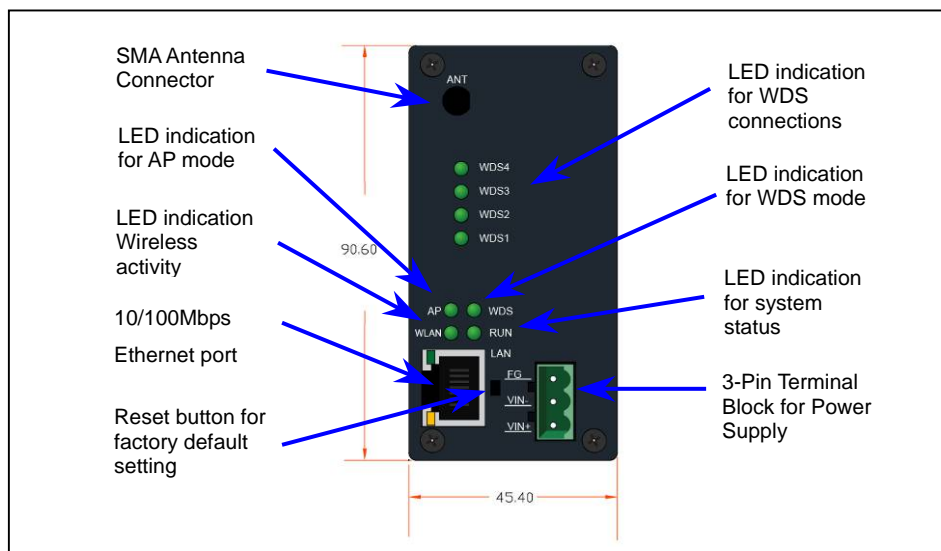 SMA Antenna
Connector
LED indication
for AP mode
LED indication
Wireless
activity
10/100Mbps
Ethernet port
Reset button for
factory default
setting
90.60
ANT
WDS4
WDS3
WDS2
WDS1
AP
WDS
WLAN
RUN
LAN
FG
VIN-
VIN+
45.40
LED indication
for WDS
connections
LED indication
for WDS mode
LED indication
for system
status
3-Pin Terminal
Block for Power
Supply